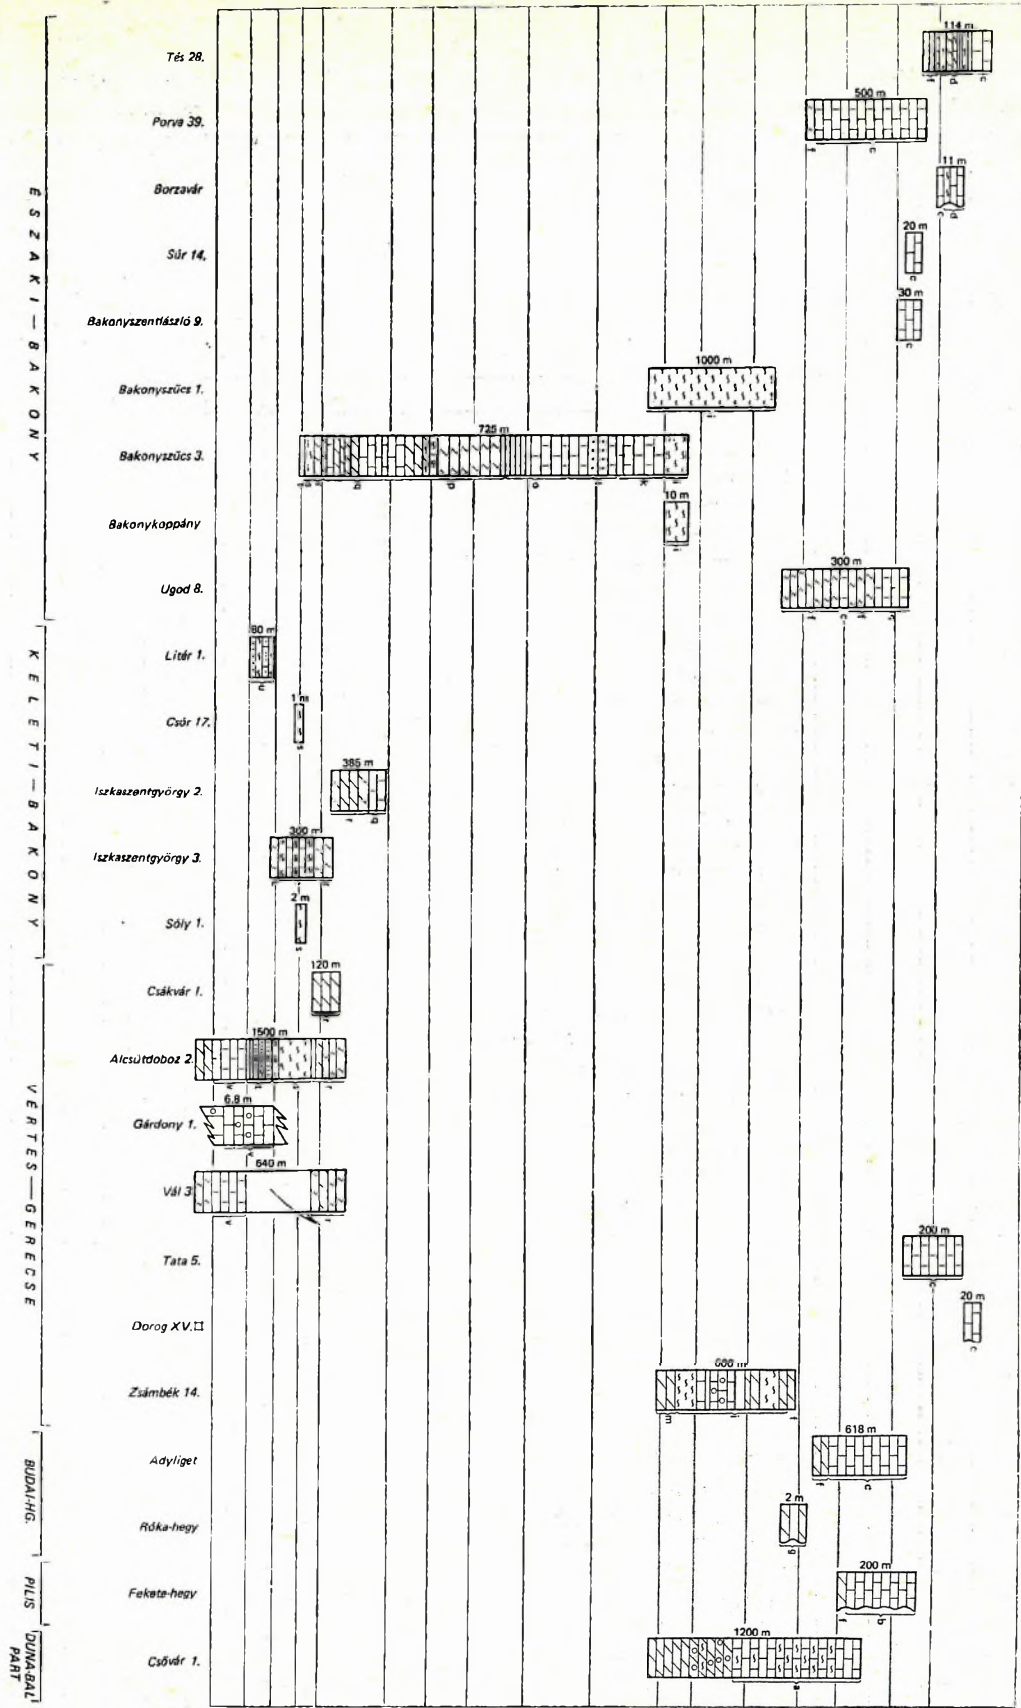 ÉSZAKI — BAKONY
Tés 28.
114 m
f d c
Porva 39.
500 m
f c
Borzavár
11 m
c d
Súr 14.
20 m
c
Bakonyszentlászló 9.
30 m
c
Bakonyszűcs 1.
1000 m
i
Bakonyszűcs 3.
725 m
Bakonykoppány
10 m
i
Ugod 8.
300 m
KELETI — BAKONY
Litér 1.
80 m
u
Csór 17.
1 m
s
Iszkaszentgyörgy 2.
385 m
r q
Iszkaszentgyörgy 3.
300 m
Sóly 1.
2 m
s
VÉRTES — GERECSE
Csákvár 1.
120 m
r
Alcsútdoboz 2.
1500 m
Gárdony 1.
6,8 m
v
Vál 3.
640 m
v r
Tata 5.
200 m
c
Dorog XV.
20 m
c
Zsámbék 14.
600 m
m i f
BUDAI-HG.
Adyliget
618 m
f c
Róka-hegy
2 m
g
PILIS
Fekete-hegy
200 m
f b
DUNA-BAL PART
Csővár 1.
1200 m
a